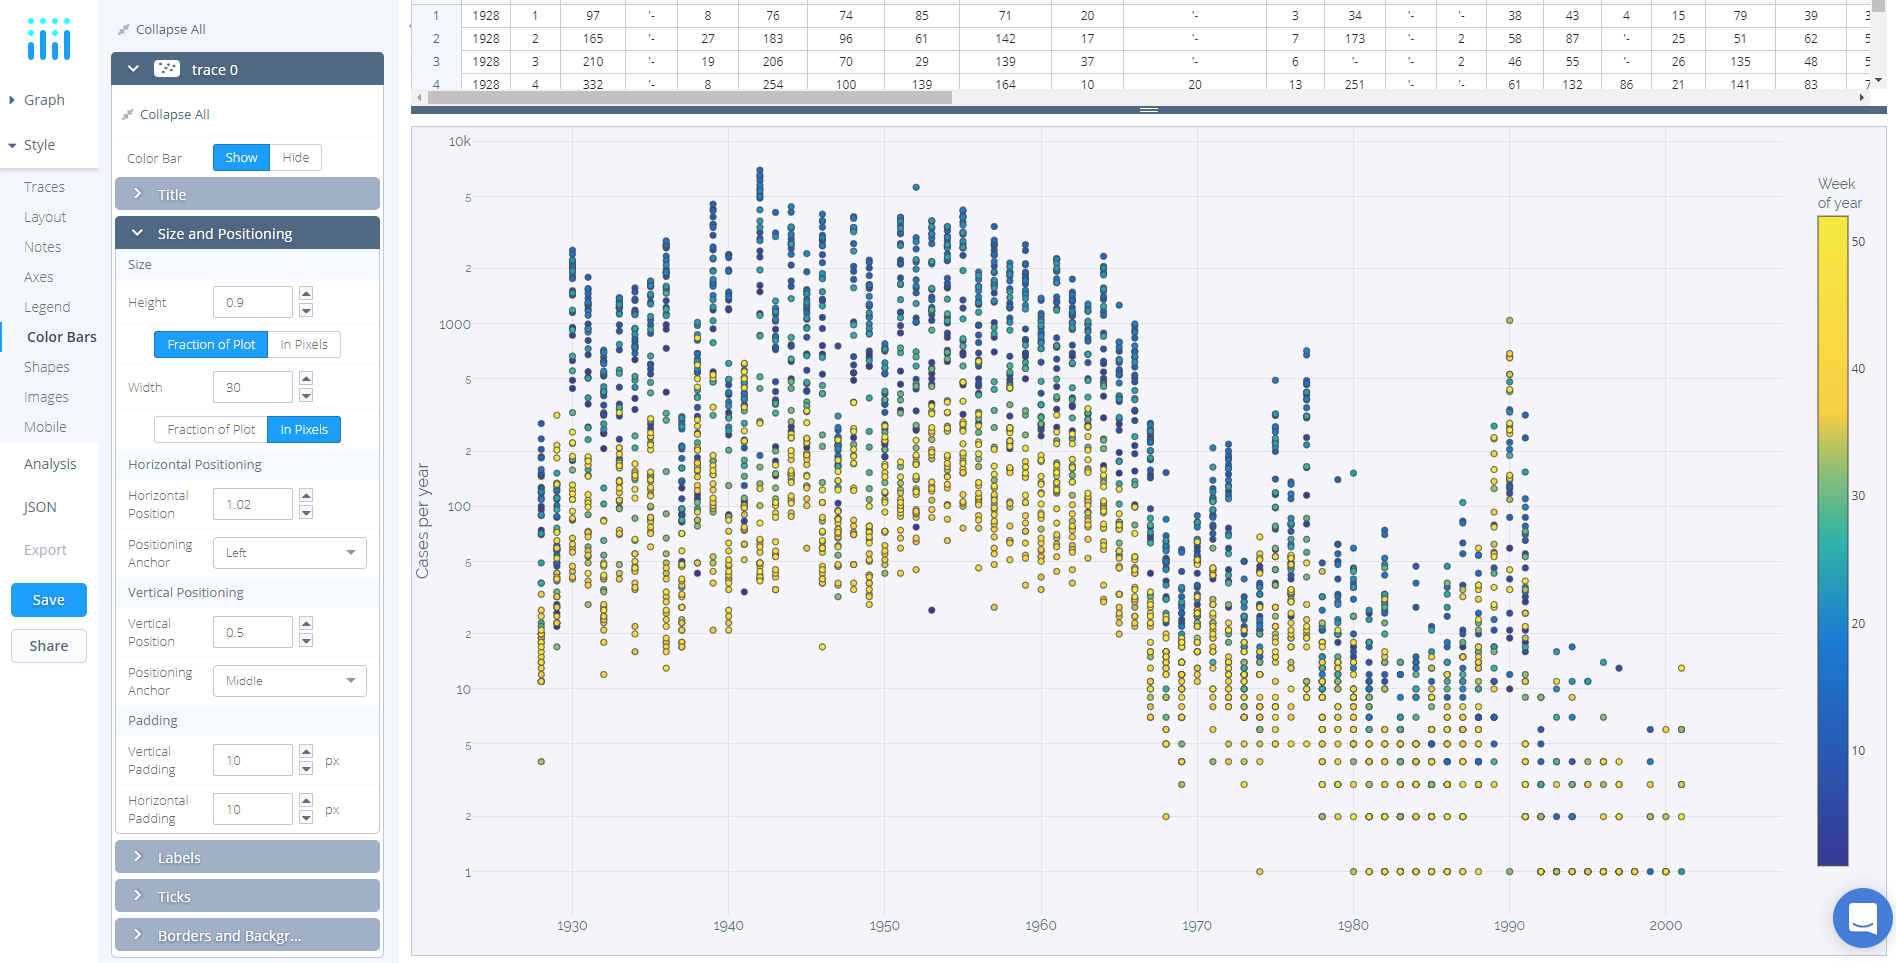 Graph
Style
Traces
Layout
Notes
Axes
Legend
Color Bars
Shapes
Images
Mobile
Analysis
JSON
Export
Save
Share
Collapse All
trace 0
Collapse All
Color Bar Show Hide
Title
Size and Positioning
Size
Height 0.9
Fraction of Plot In Pixels
Width 30
Fraction of Plot In Pixels
Horizontal Positioning
Horizontal
Position 1.02
Positioning
Anchor Left
Vertical Positioning
Vertical
Position 0.5
Positioning
Anchor Middle
Padding
Vertical
Padding 10 px
Horizontal
Padding 10 px
Labels
Ticks
Borders and Backgr...
1 1928 1 97 '- 8 76 74 85 71 20 '- 3 34 '- '- 38 43 4 15 79 39 3
2 1928 2 165 '- 27 183 96 61 142 17 '- 7 173 '- 2 58 87 '- 25 51 62 5
3 1928 3 210 '- 19 206 70 29 139 37 '- 6 '- '- 2 46 55 '- 26 135 48 5
4 1928 4 332 '- 8 254 100 139 164 10 20 13 251 '- '- 61 132 86 21 141 83 7
Cases per year
10k
5
2
1000
5
2
100
5
2
10
5
2
1
1930 1940 1950 1960 1970 1980 1990 2000
Week
of year
50
40
30
20
10